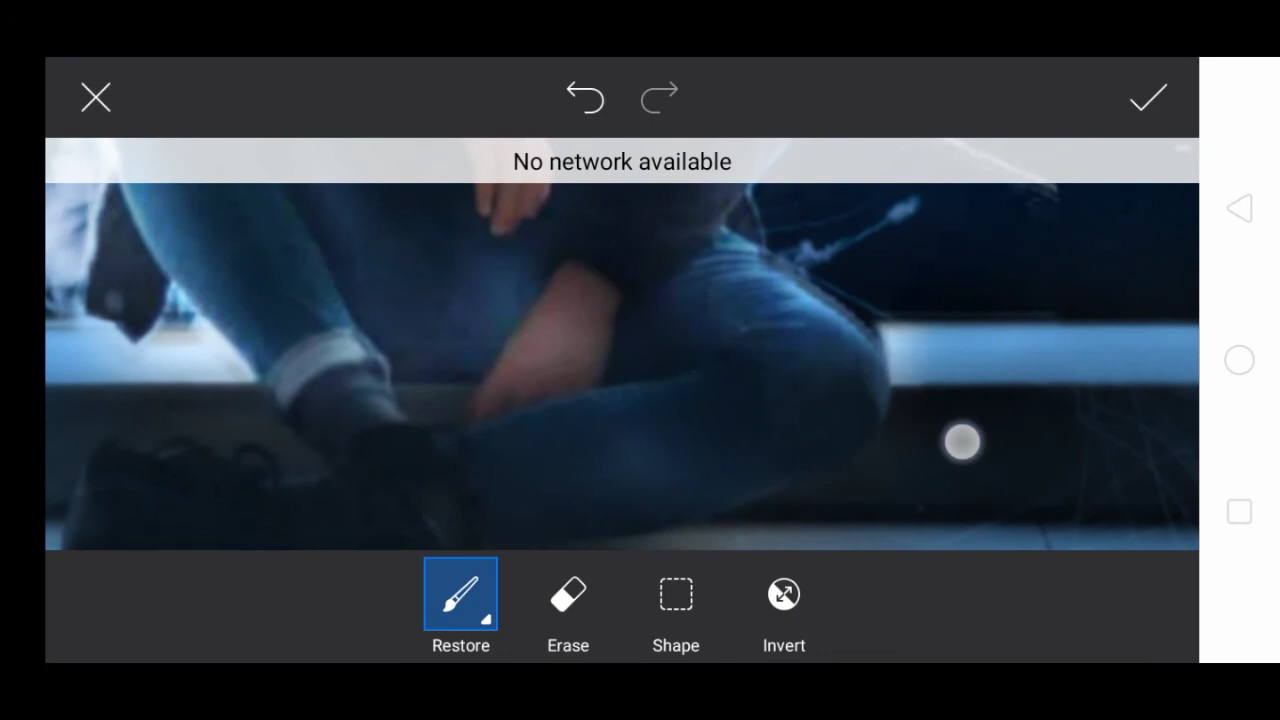 No network available
Restore
Erase
Shape
Invert